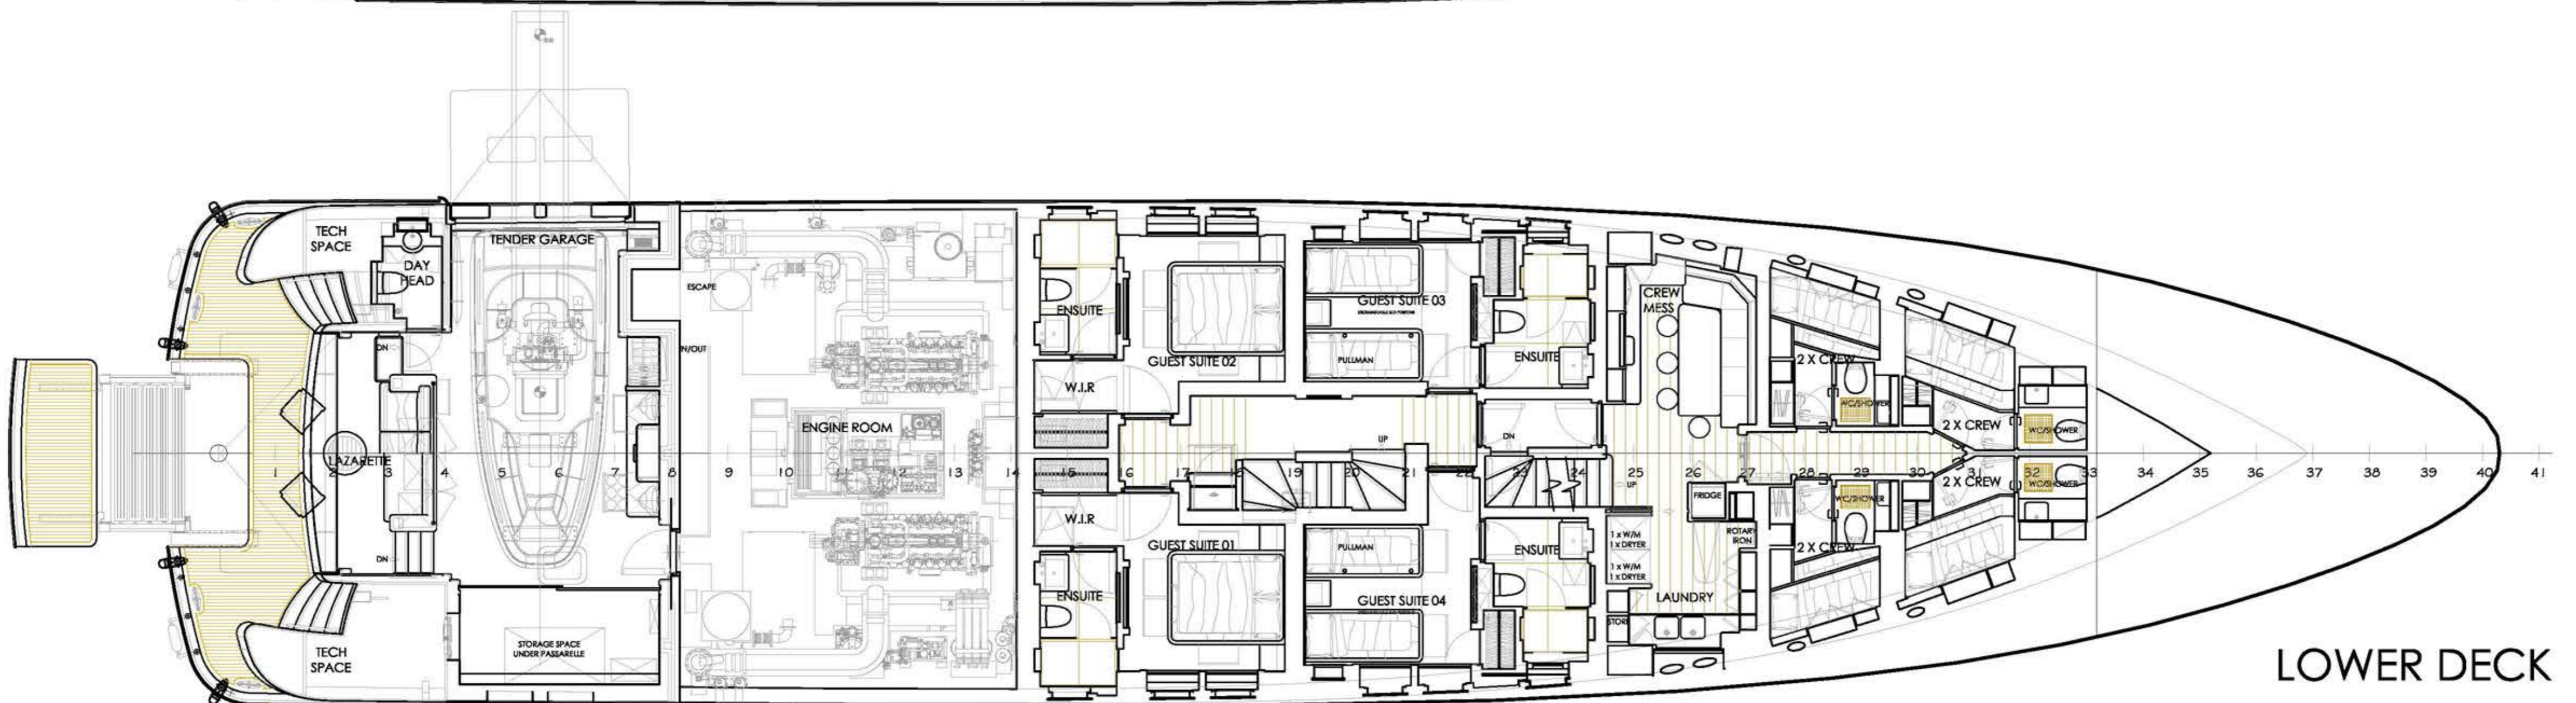 TECH
SPACE
DAY
HEAD
TENDER GARAGE
ESCAPE
IN/OUT
DN
ENGINE ROOM
LAZARETTE
DN
TECH
SPACE
STORAGE SPACE
UNDER PASSARELLE
ENSUITE
GUEST SUITE 02
W.I.R
GUEST SUITE 03
PULLMAN
ENSUITE
UP
DN
W.I.R
GUEST SUITE 01
ENSUITE
PULLMAN
GUEST SUITE 04
ENSUITE
CREW
MESS
UP
FRIDGE
ROTARY
IRON
1 x W/M
1 x DRYER
1 x W/M
1 x DRYER
LAUNDRY
STORE
2 X CREW
WC/SHOWER
2 X CREW
WC/SHOWER
2 X CREW
WC/SHOWER
2 X CREW
WC/SHOWER
1 2 3 4 5 6 7 8 9 10 11 12 13 14 15 16 17 18 19 20 21 22 23 24 25 26 27 28 29 30 31 32 33 34 35 36 37 38 39 40 41
LOWER DECK